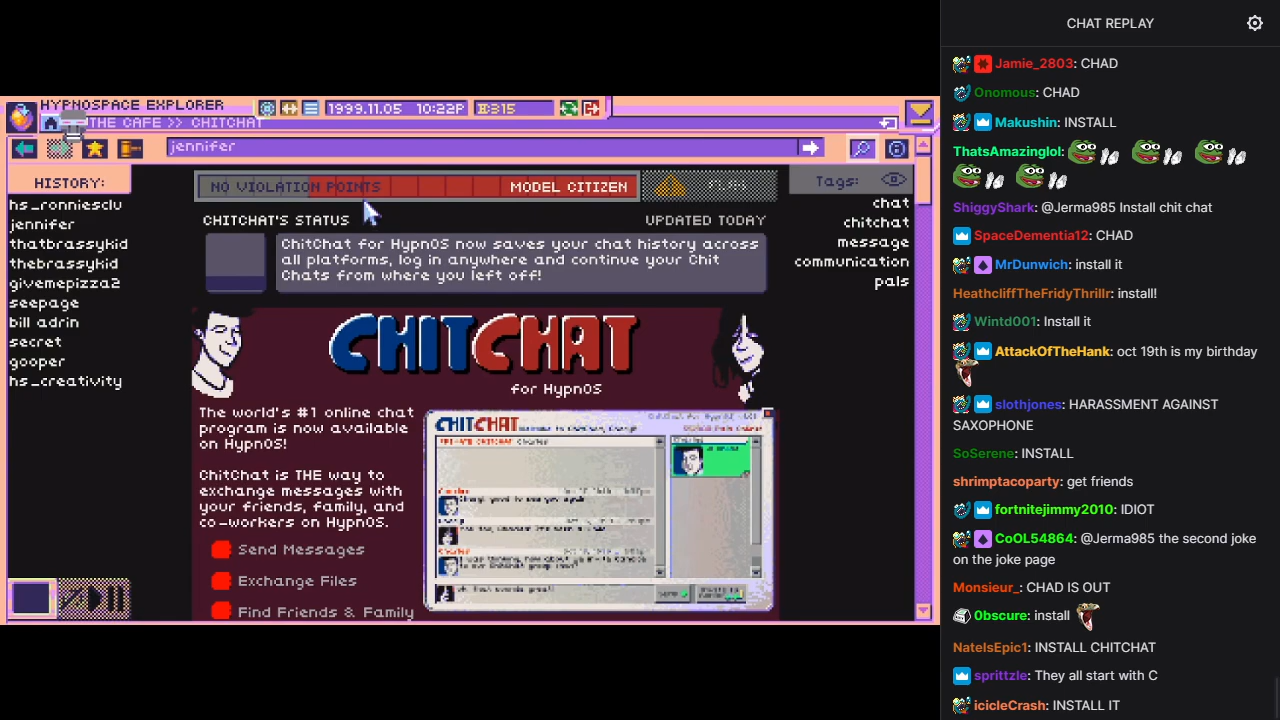 HYPNOSPACE EXPLORER
1999.11.05 10:22P
315
THE CAFE >> CHITCHAT
jennifer
HISTORY:
hs_ronniesclu
jennifer
thatbrassykid
thebrassykid
givemepizza2
seepage
bill adrin
secret
gooper
hs_creativity
NO VIOLATION POINTS
MODEL CITIZEN
CHITCHAT'S STATUS
UPDATED TODAY
ChitChat for HypnOS now saves your chat history across
all platforms, log in anywhere and continue your Chit
Chats from where you left off!
Tags:
chat
chitchat
message
communication
pals
CHITCHAT
for HypnOS
The world's #1 online chat
program is now available
on HypnOS!
ChitChat is THE way to
exchange messages with
your friends, family, and
co-workers on HypnOS.
Send Messages
Exchange Files
Find Friends & Family
CHITCHAT
PRIVATE CHITCHAT Charles
CHAT REPLAY
Jamie_2803: CHAD
Onomous: CHAD
Makushin: INSTALL
ThatsAmazinglol:
ShiggyShark: @Jerma985 Install chit chat
SpaceDementia12: CHAD
MrDunwich: install it
HeathcliffTheFridyThrillr: install!
Wintd001: Install it
AttackOfTheHank: oct 19th is my birthday
slothjones: HARASSMENT AGAINST
SAXOPHONE
SoSerene: INSTALL
shrimptacoparty: get friends
fortnitejimmy2010: IDIOT
CoOL54864: @Jerma985 the second joke
on the joke page
Monsieur_: CHAD IS OUT
0bscure: install
NateIsEpic1: INSTALL CHITCHAT
sprittzle: They all start with C
icicleCrash: INSTALL IT